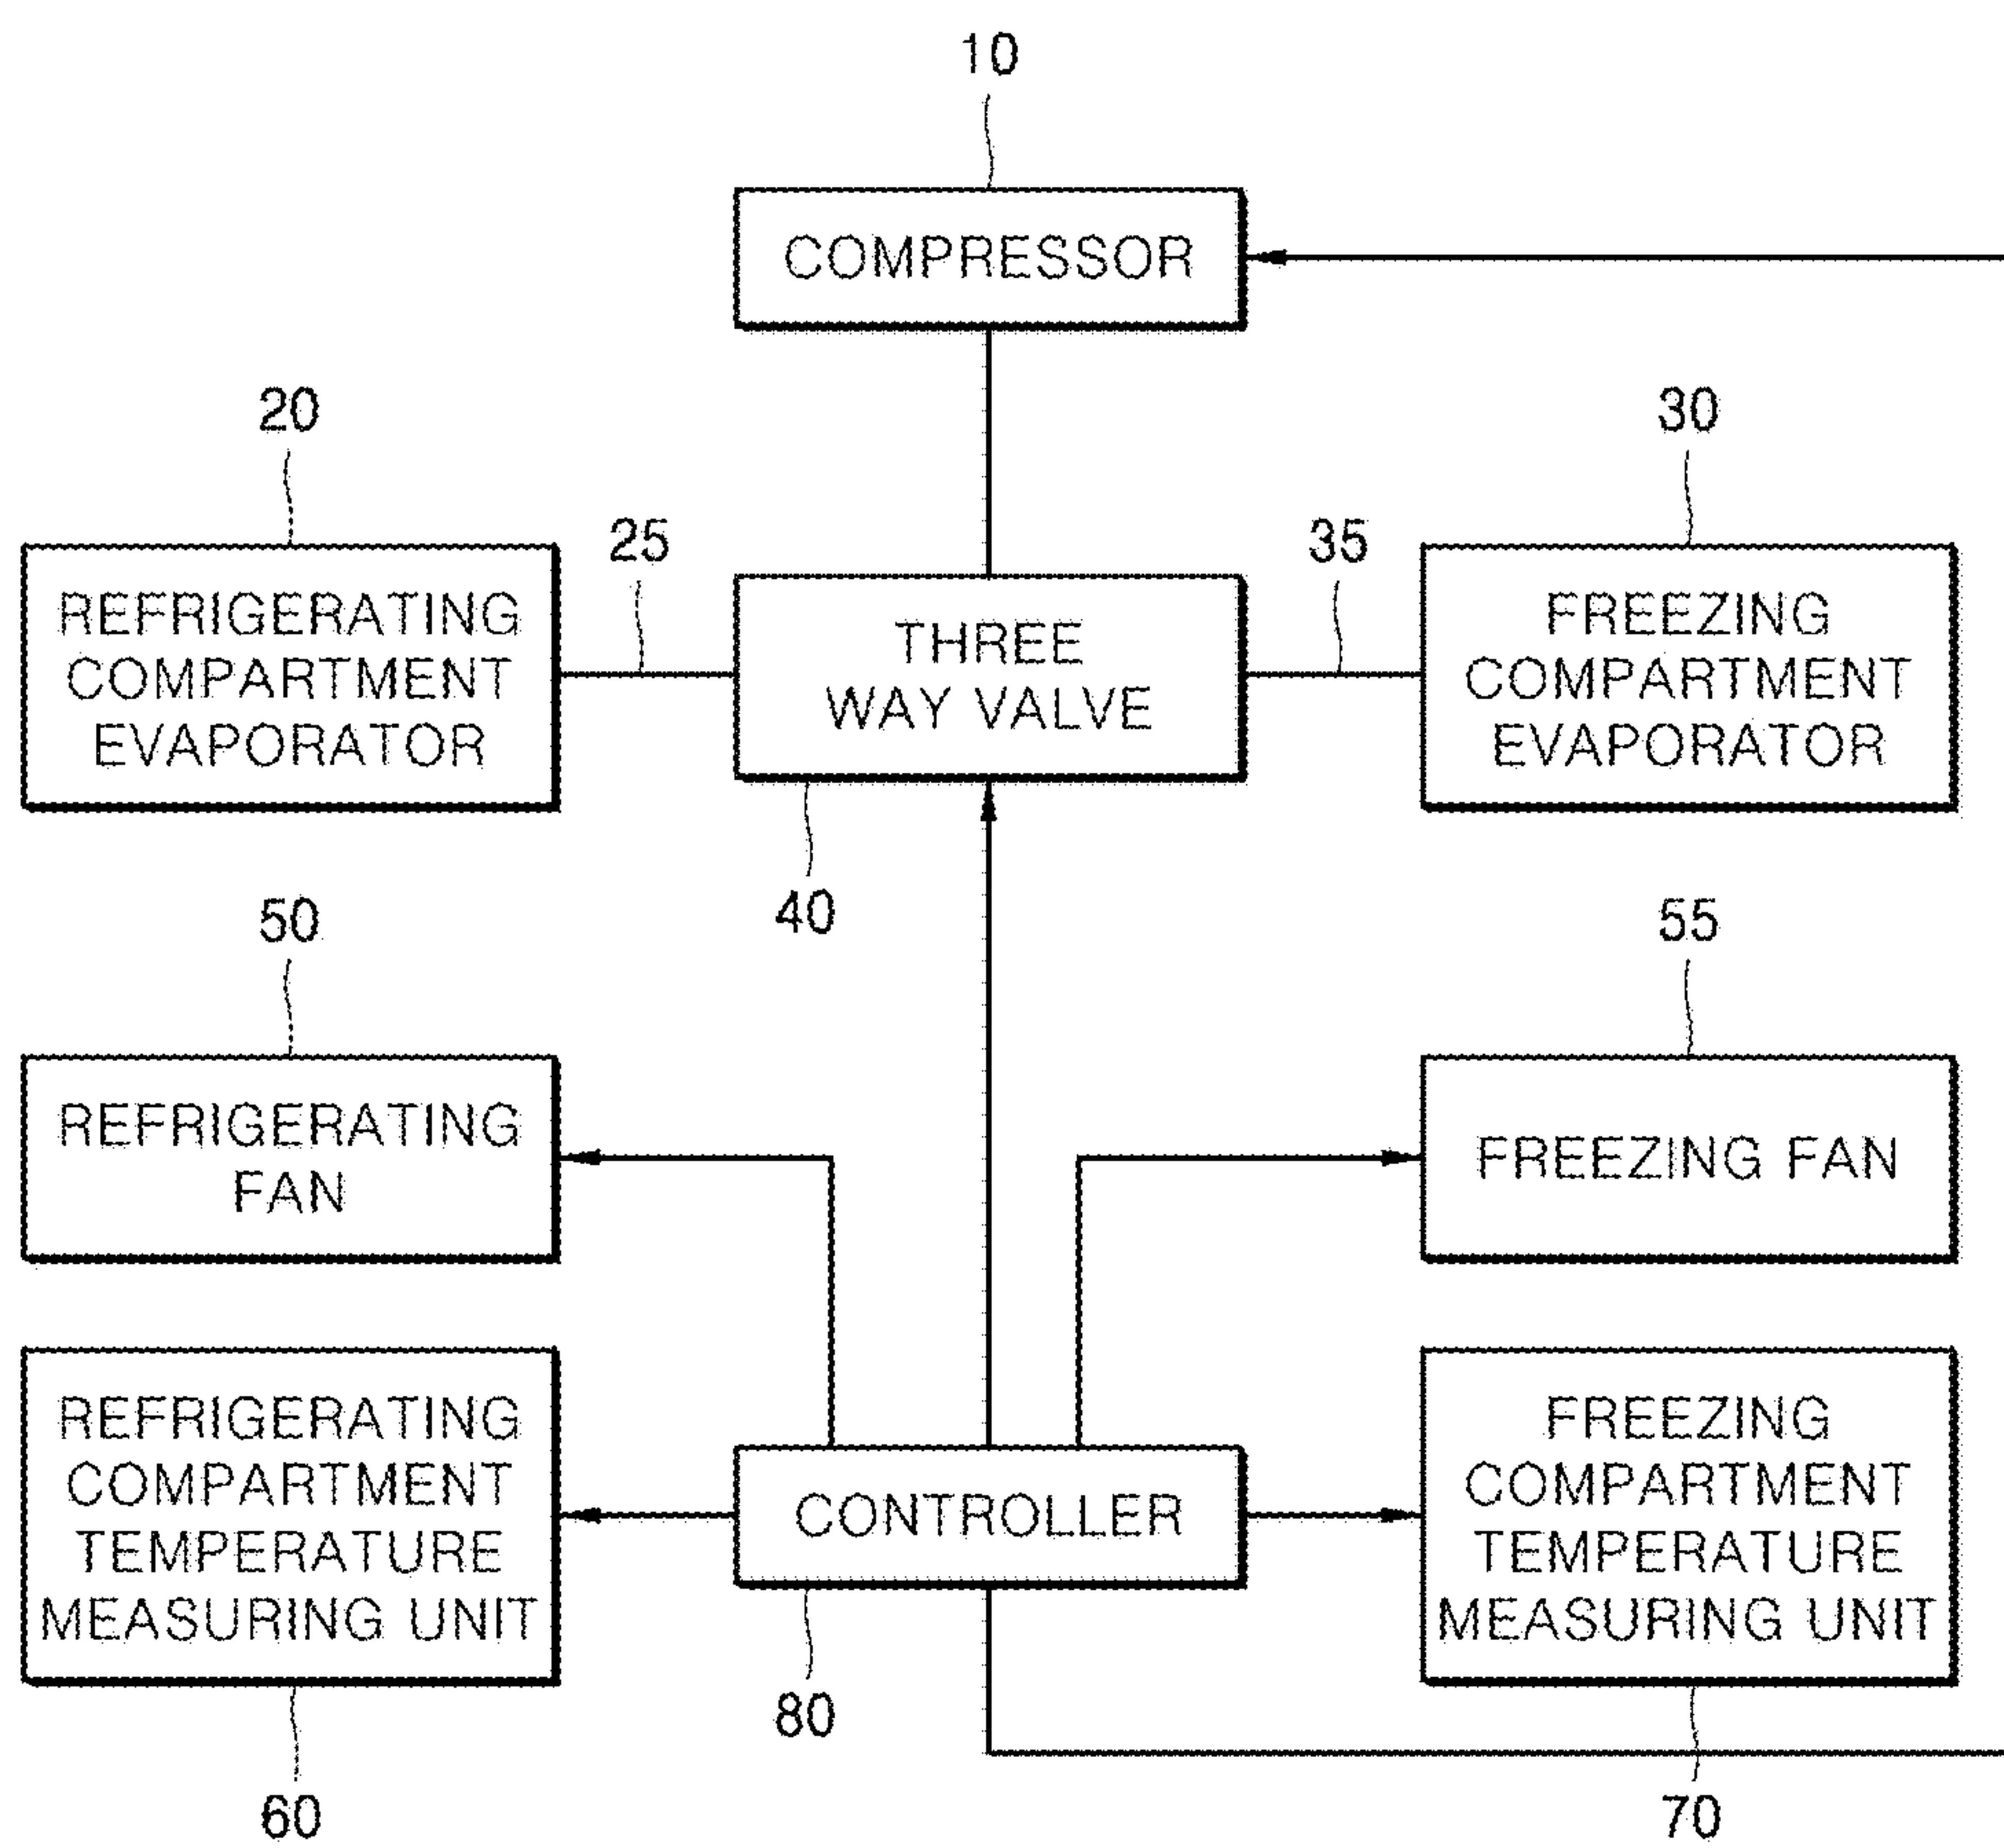 10
COMPRESSOR
20
30
25
35
REFRIGERATING
COMPARTMENT
EVAPORATOR
THREE
WAY VALVE
FREEZING
COMPARTMENT
EVAPORATOR
40
50
55
REFRIGERATING
FAN
FREEZING FAN
REFRIGERATING
COMPARTMENT
TEMPERATURE
MEASURING UNIT
CONTROLLER
FREEZING
COMPARTMENT
TEMPERATURE
MEASURING UNIT
80
60
70